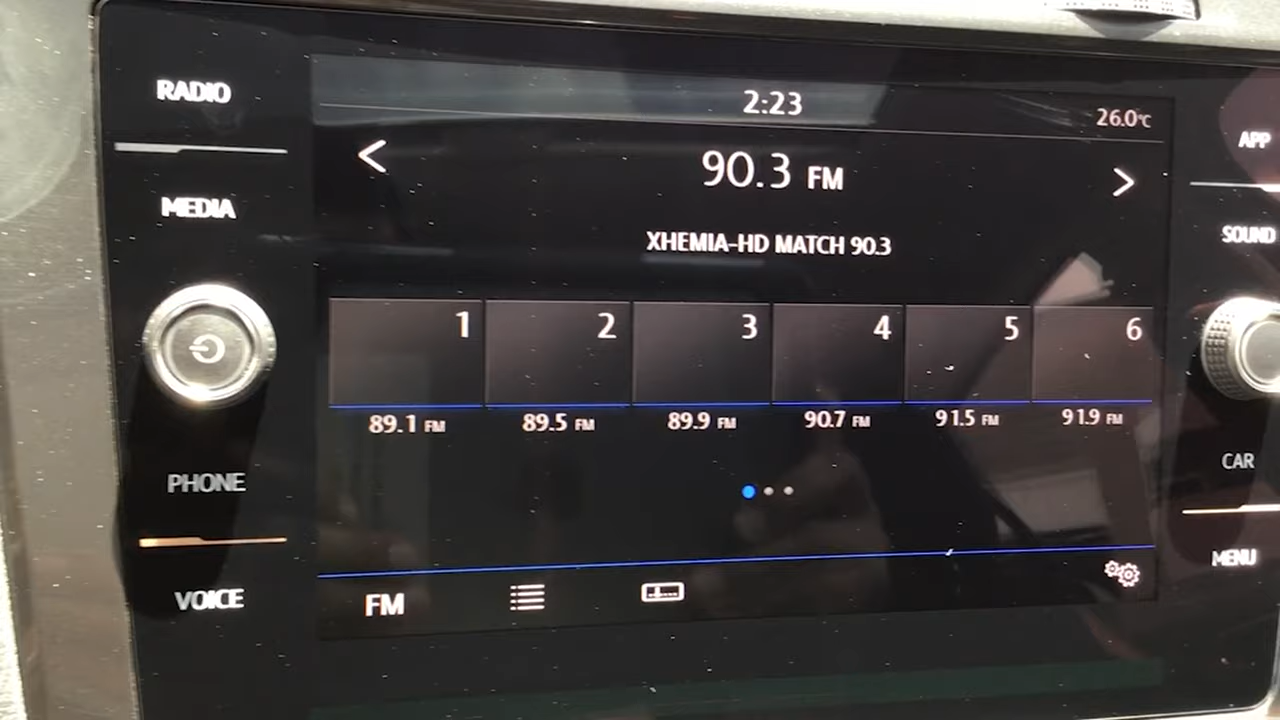 RADIO
MEDIA
PHONE
VOICE
2:23
26.0°C
90.3 FM
XHEMIA-HD MATCH 90.3
1 2 3 4 5 6
89.1 FM 89.5 FM 89.9 FM 90.7 FM 91.5 FM 91.9 FM
FM
APP
SOUND
CAR
MENU